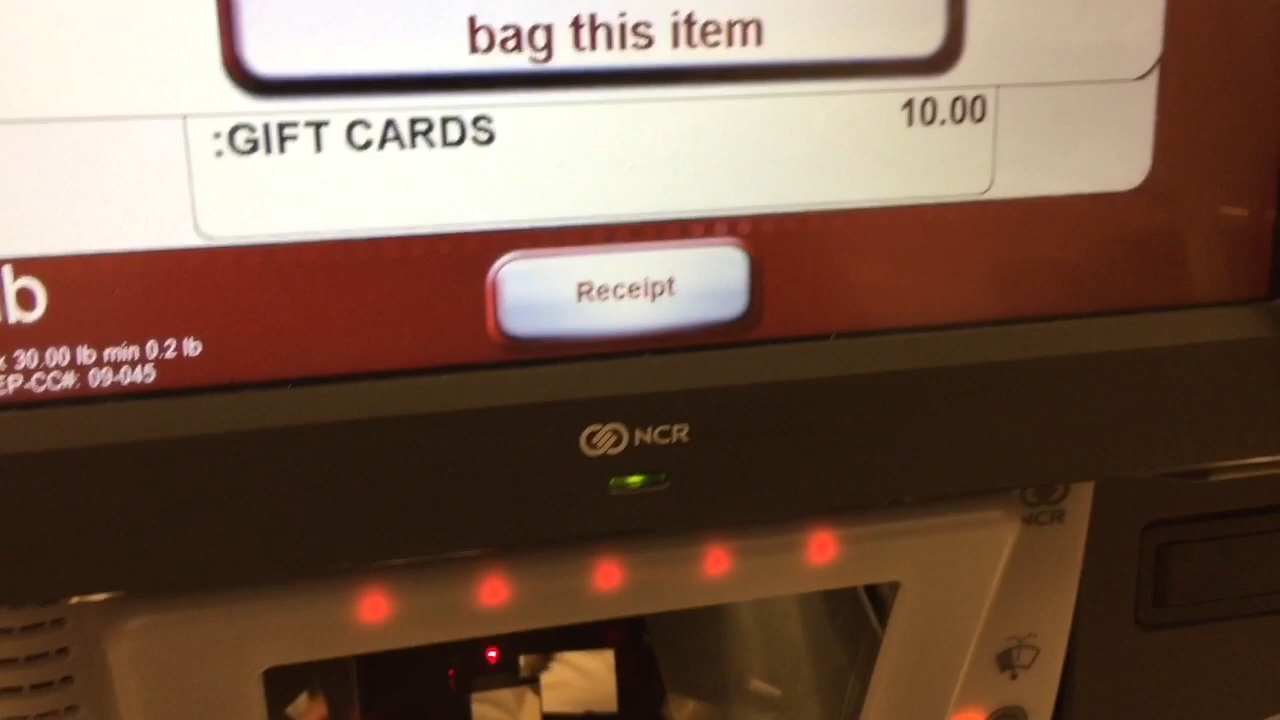 bag this item
:GIFT CARDS 10.00
Receipt
lb
30.00 lb min 0.2 lb
EP-CC#: 09-045
NCR
NCR